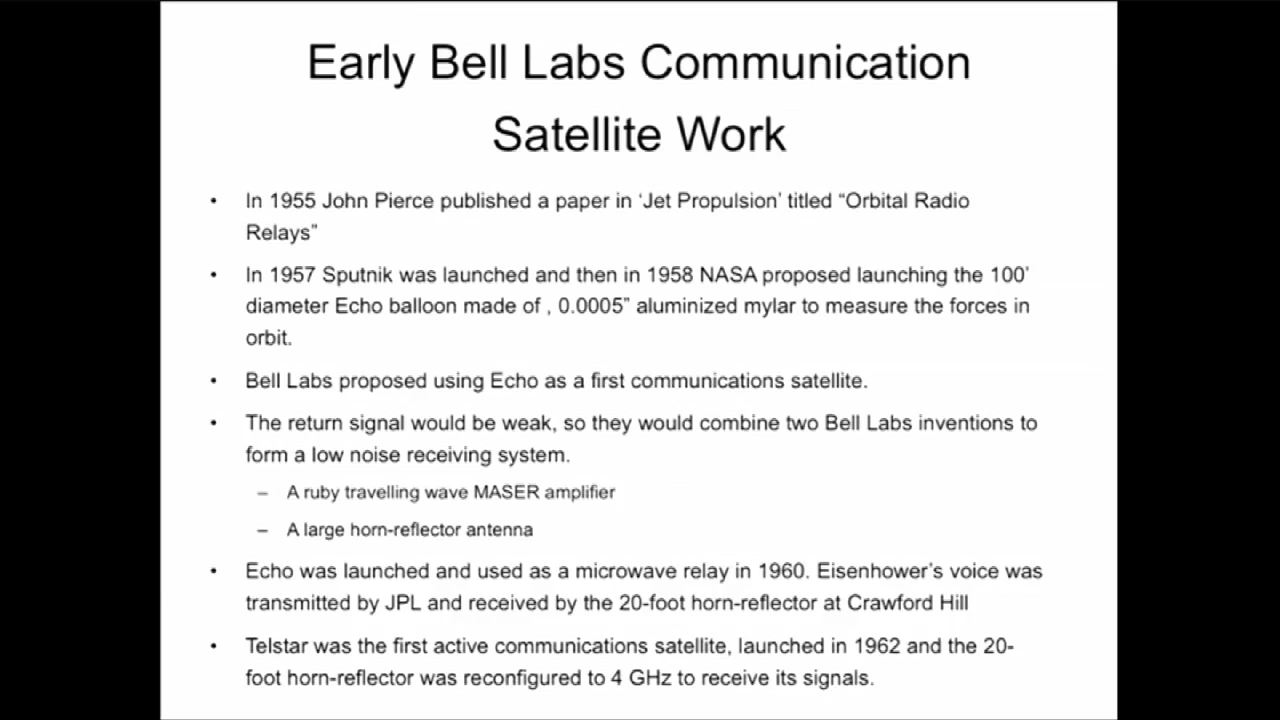 Early Bell Labs Communication
Satellite Work
• In 1955 John Pierce published a paper in ‘Jet Propulsion’ titled “Orbital Radio
Relays”
• In 1957 Sputnik was launched and then in 1958 NASA proposed launching the 100’
diameter Echo balloon made of , 0.0005” aluminized mylar to measure the forces in
orbit.
• Bell Labs proposed using Echo as a first communications satellite.
• The return signal would be weak, so they would combine two Bell Labs inventions to
form a low noise receiving system.
– A ruby travelling wave MASER amplifier
– A large horn-reflector antenna
• Echo was launched and used as a microwave relay in 1960. Eisenhower’s voice was
transmitted by JPL and received by the 20-foot horn-reflector at Crawford Hill
• Telstar was the first active communications satellite, launched in 1962 and the 20-
foot horn-reflector was reconfigured to 4 GHz to receive its signals.